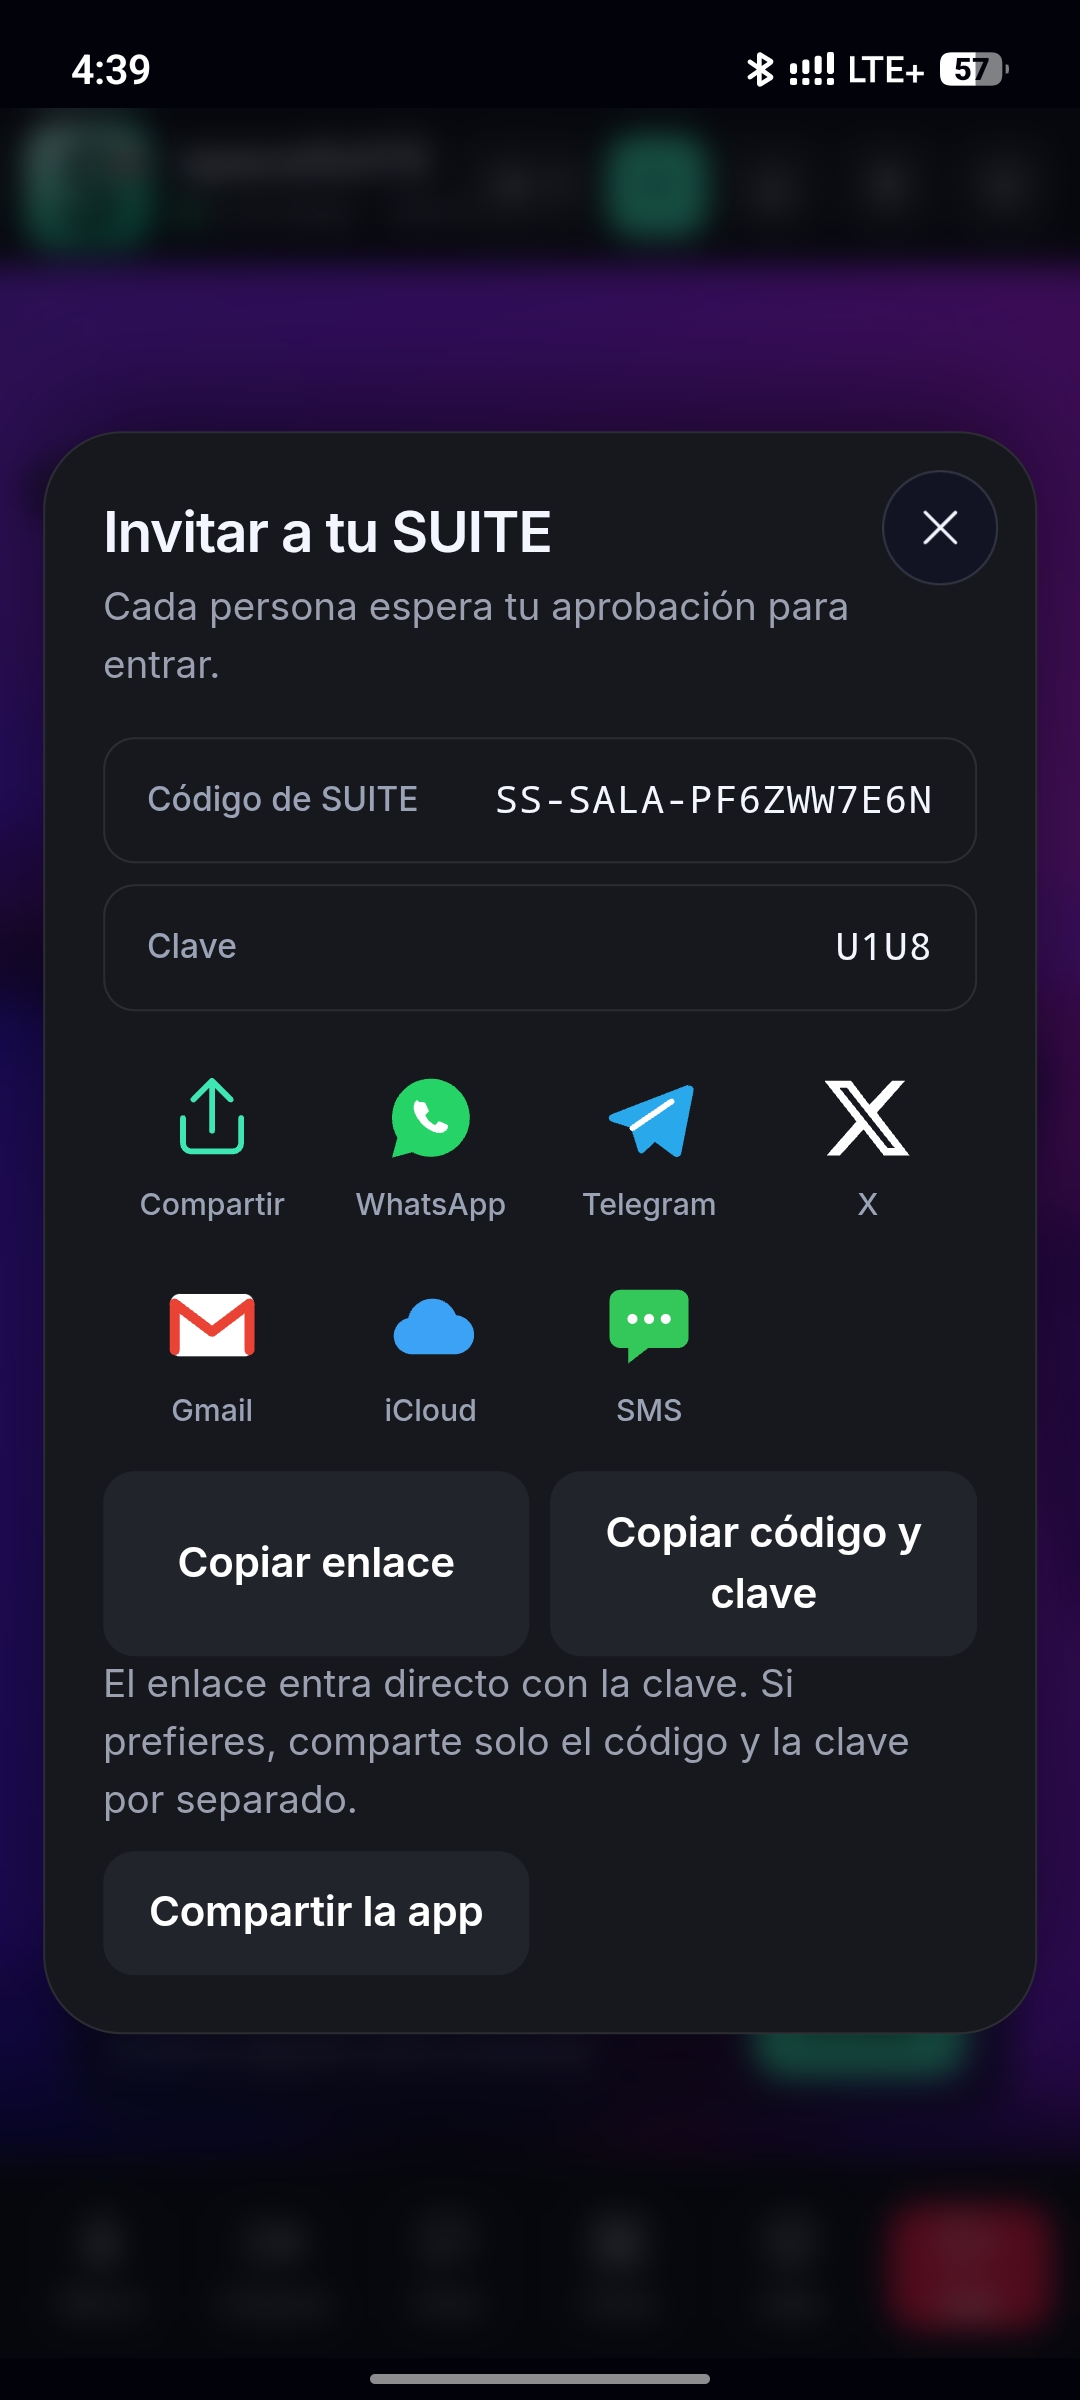 4:39
LTE+
57
Invitar a tu SUITE
Cada persona espera tu aprobación para
entrar.
Código de SUITE SS-SALA-PF6ZWW7E6N
Clave U1U8
Compartir WhatsApp Telegram X
Gmail iCloud SMS
Copiar enlace
Copiar código y
clave
El enlace entra directo con la clave. Si
prefieres, comparte solo el código y la clave
por separado.
Compartir la app